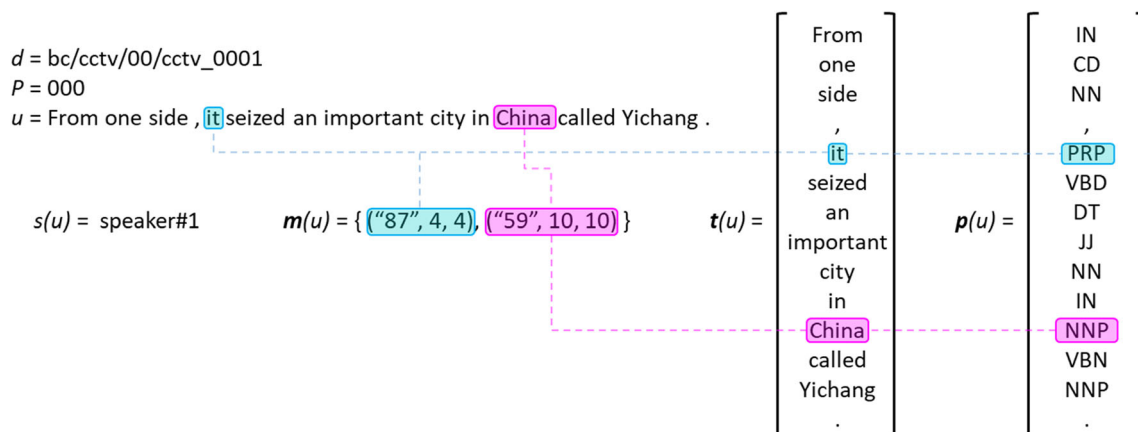 d = bc/cctv/00/cctv_0001
P = 000
u = From one side , it seized an important city in China called Yichang .
s(u) = speaker#1
m(u) = { (“87”, 4, 4), (“59”, 10, 10) }
t(u) =
From
one
side
,
it
seized
an
important
city
in
China
called
Yichang
.
p(u) =
IN
CD
NN
,
PRP
VBD
DT
JJ
NN
IN
NNP
VBN
NNP
.